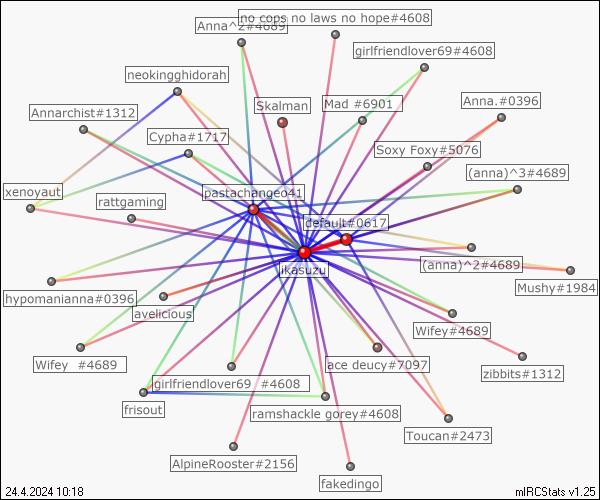 no cops no laws no hope#4608
Anna^2#4689
girlfriendlover69#4608
neokingghidorah
Annarchist#1312
Skalman
Mad #6901
Anna.#0396
Cypha#1717
Soxy Foxy#5076
(anna)^3#4689
xenoyaut
pastachangeo41
rattgaming
default#0617
ikasuzu
(anna)^2#4689
Mushy#1984
hypomanianna#0396
avelicious
Wifey#4689
Wifey #4689
ace deucy#7097
zibbits#1312
girlfriendlover69 #4608
frisout
ramshackle gorey#4608
Toucan#2473
AlpineRooster#2156
fakedingo
24.4.2024 10:18
mIRCStats v1.25